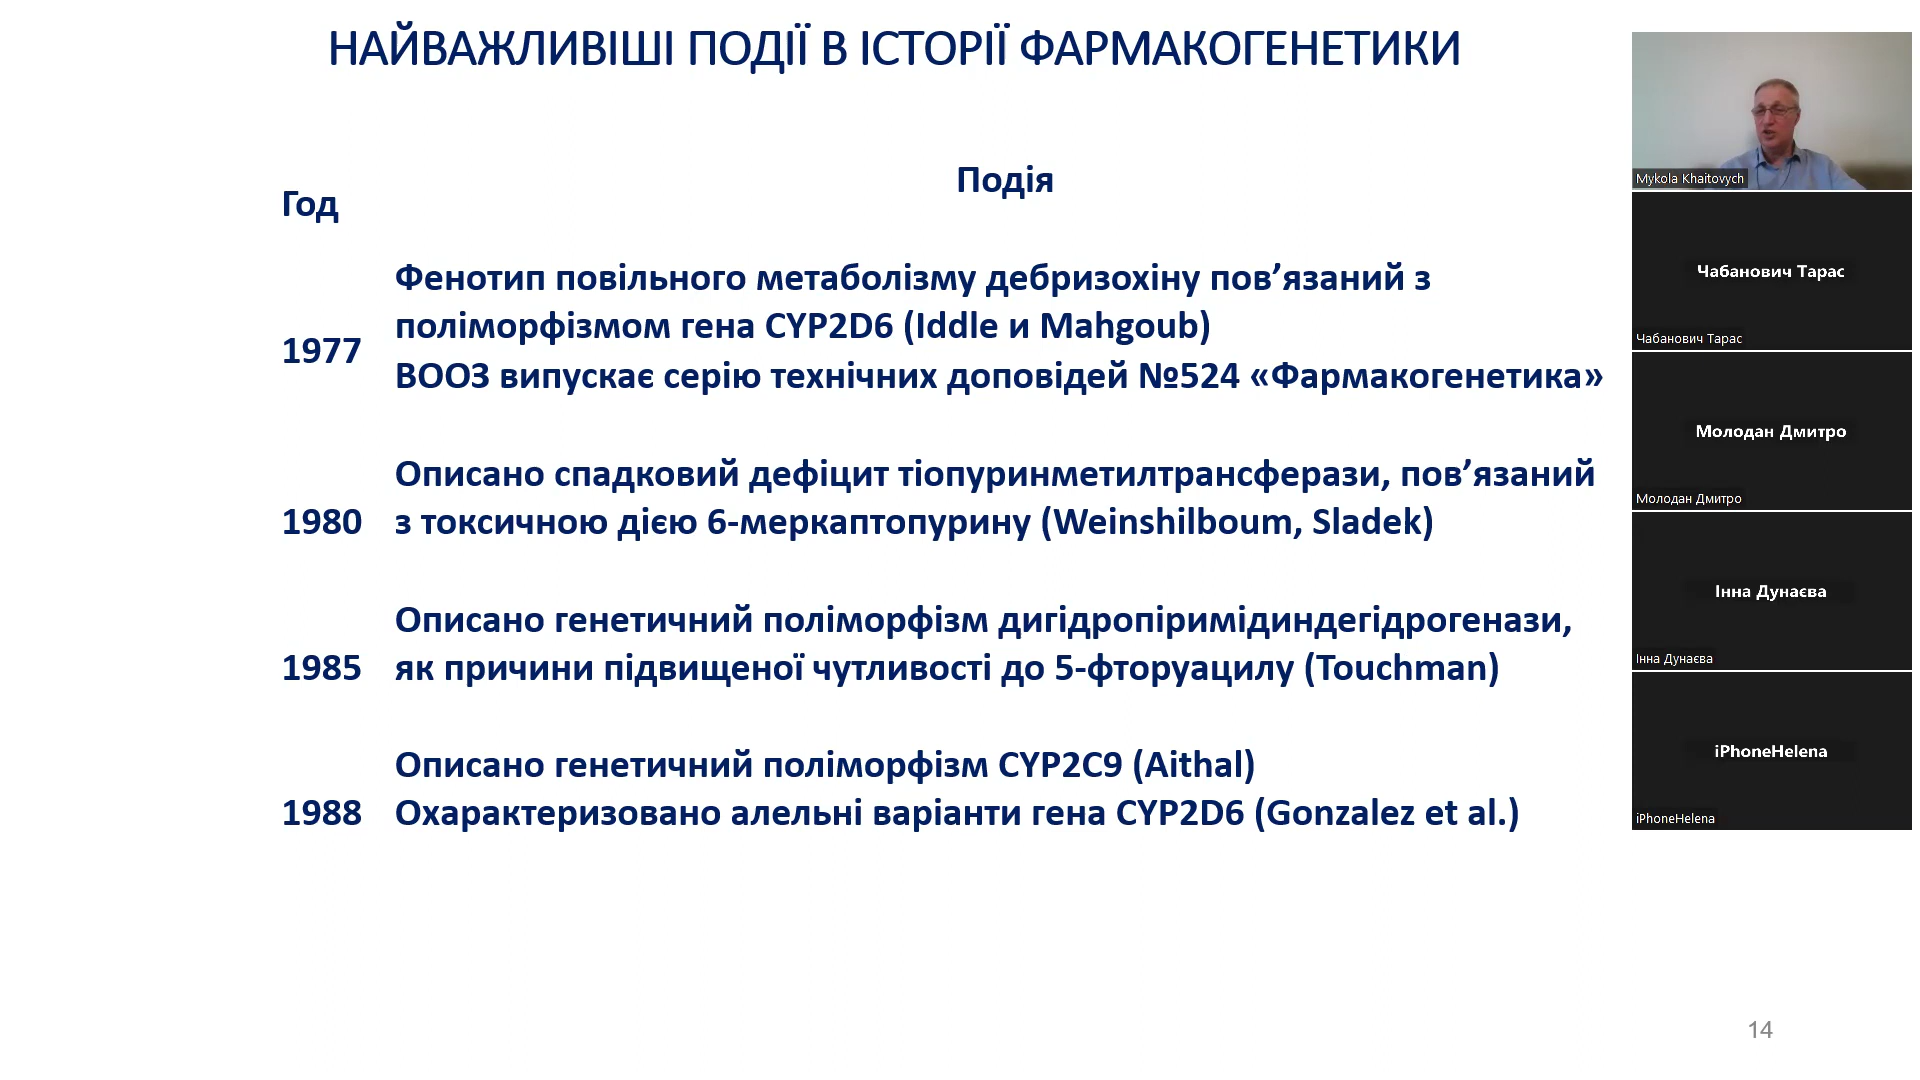 НАЙВАЖЛИВІШІ ПОДІЇ В ІСТОРІЇ ФАРМАКОГЕНЕТИКИ
Год
Подія
1977
Фенотип повільного метаболізму дебризохіну пов’язаний з
поліморфізмом гена CYP2D6 (Iddle и Mahgoub)
ВООЗ випускає серію технічних доповідей №524 «Фармакогенетика»
1980
Описано спадковий дефіцит тіопуринметилтрансферази, пов’язаний
з токсичною дією 6-меркаптопурину (Weinshilboum, Sladek)
1985
Описано генетичний поліморфізм дигідропіримідиндегідрогенази,
як причини підвищеної чутливості до 5-фторуацилу (Touchman)
1988
Описано генетичний поліморфізм CYP2C9 (Aithal)
Охарактеризовано алельні варіанти гена CYP2D6 (Gonzalez et al.)
14
Mykola Khaitovych
Чабанович Тарас
Чабанович Тарас
Молодан Дмитро
Молодан Дмитро
Інна Дунаєва
Інна Дунаєва
iPhoneHelena
iPhoneHelena